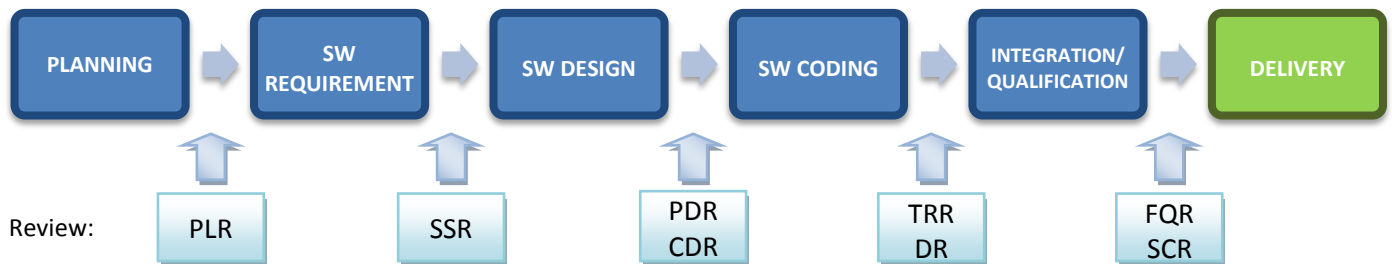 PLANNING
SW
REQUIREMENT
SW DESIGN
SW CODING
INTEGRATION/
QUALIFICATION
DELIVERY
Review:
PLR
SSR
PDR
CDR
TRR
DR
FQR
SCR